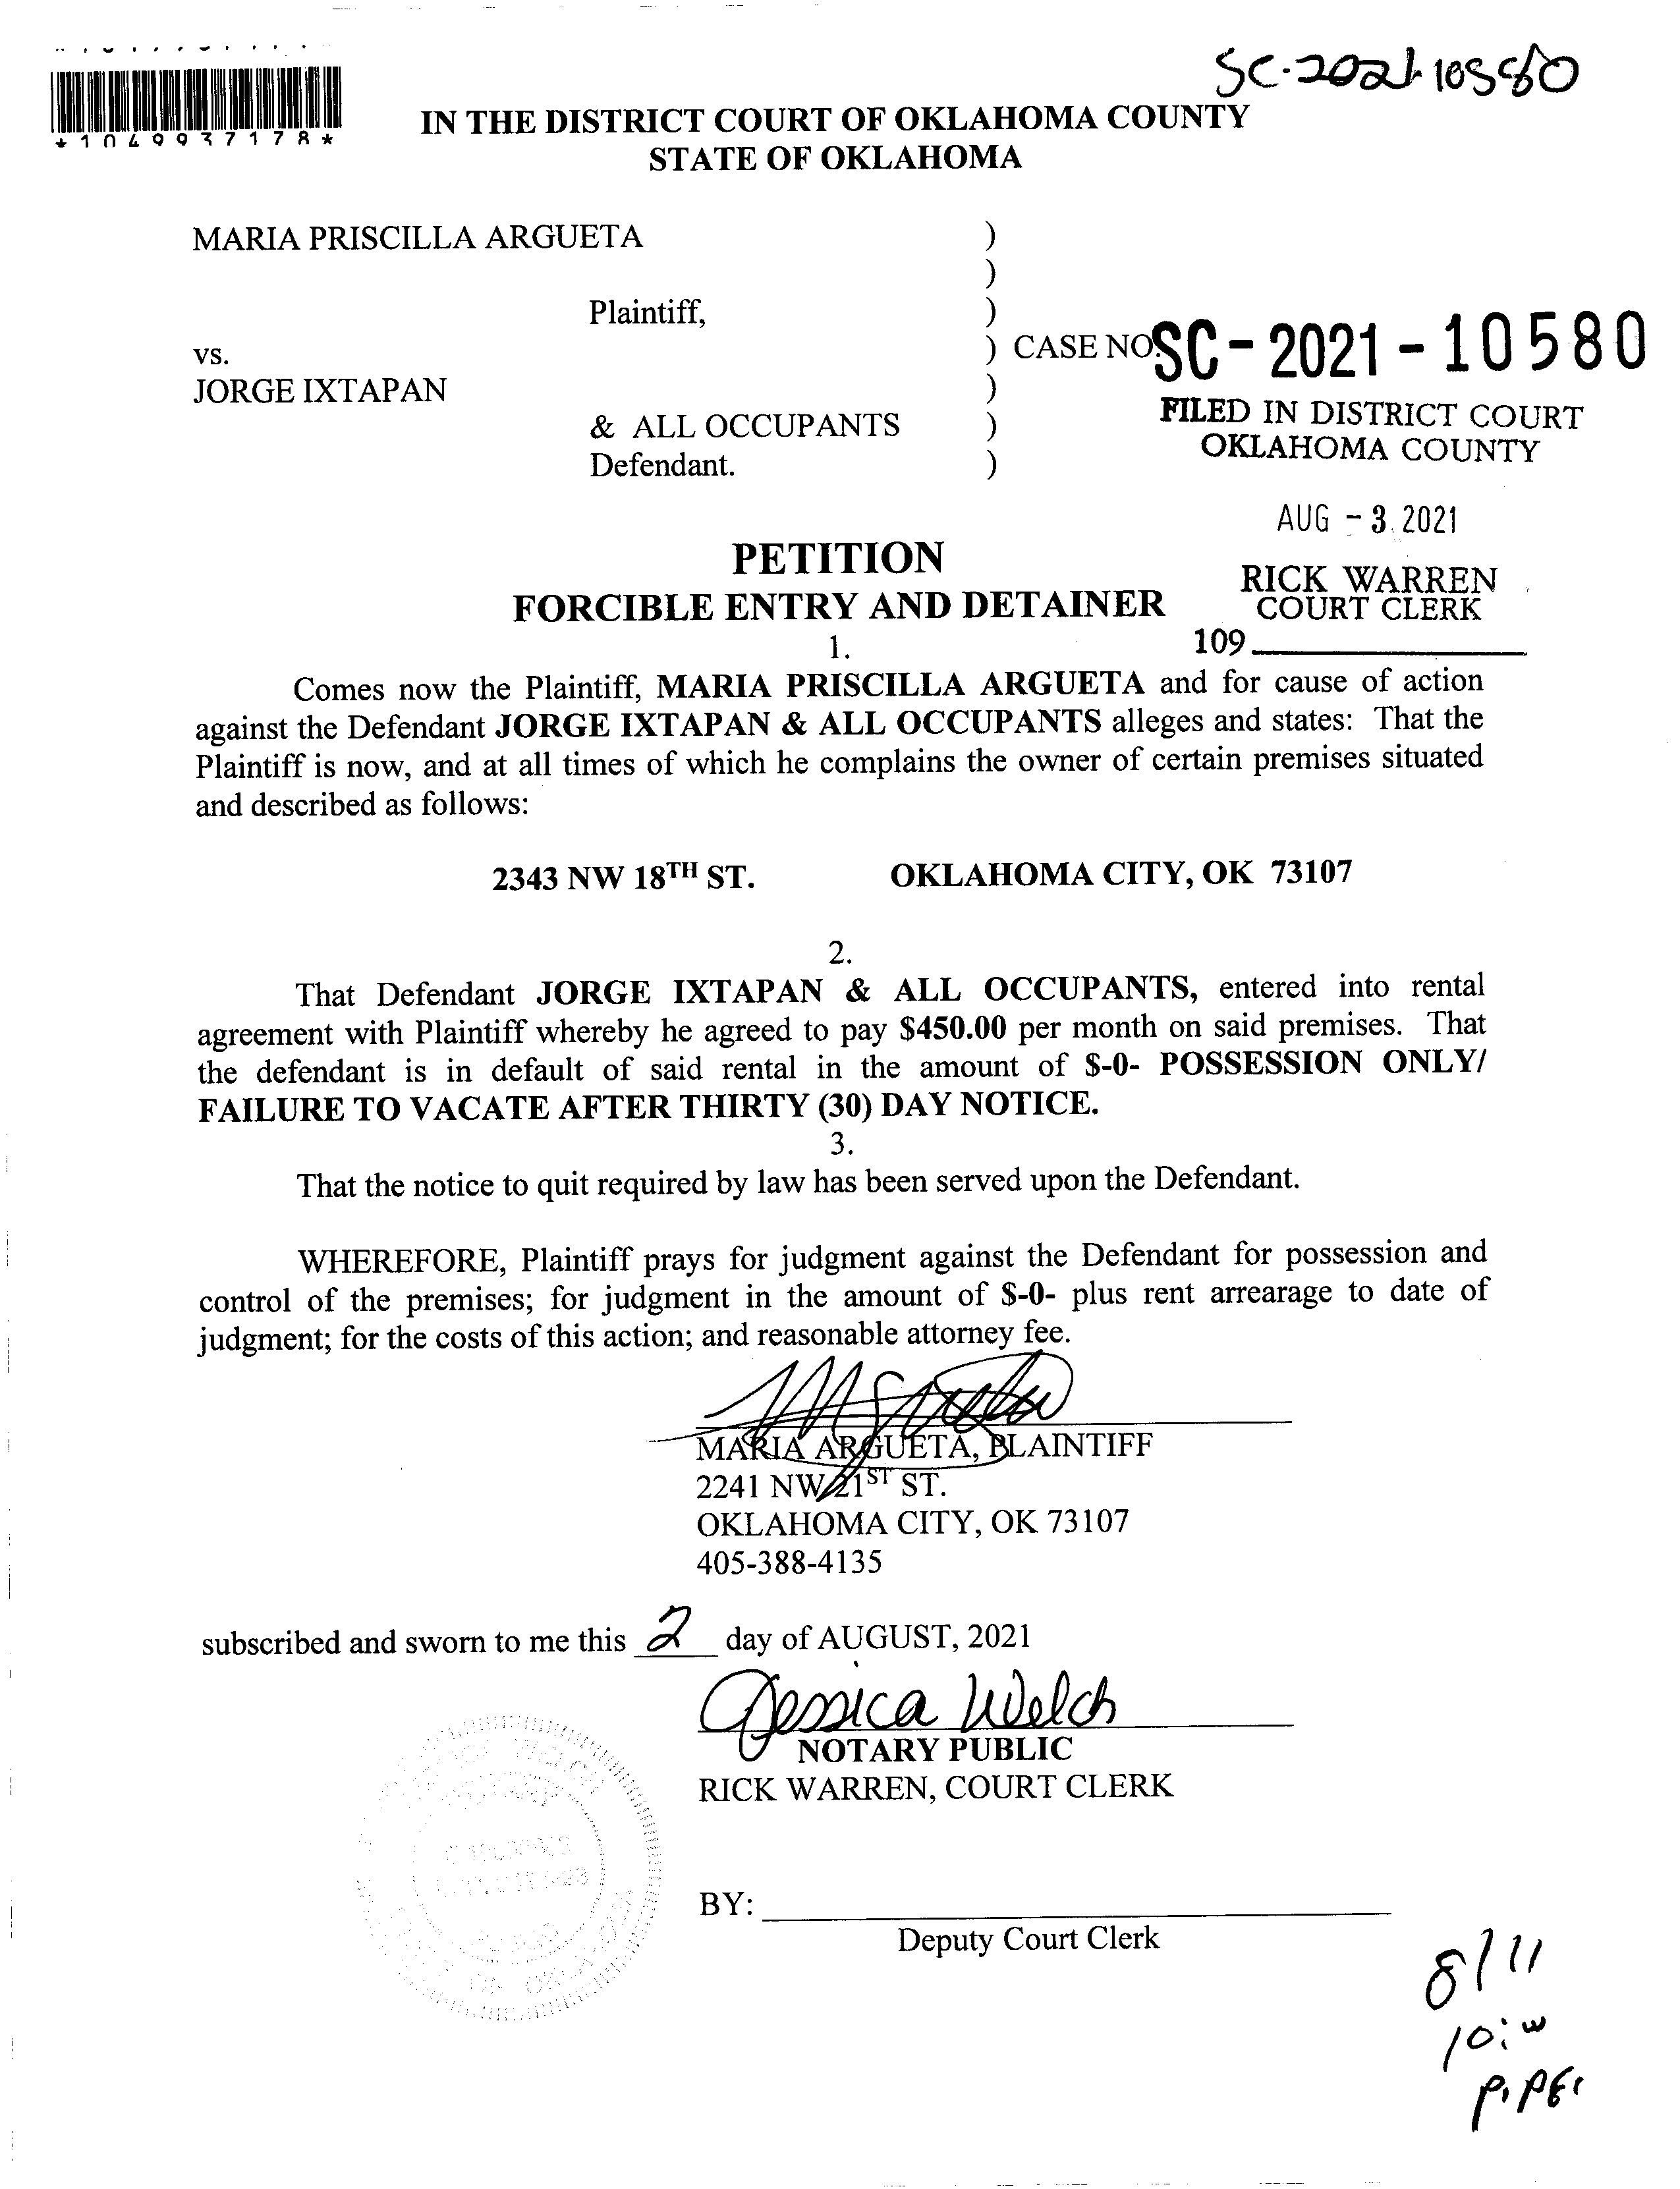 SC-2021-10580
*1049937178*
IN THE DISTRICT COURT OF OKLAHOMA COUNTY
STATE OF OKLAHOMA
MARIA PRISCILLA ARGUETA )
)
Plaintiff, )
vs. ) CASE NO. SC-2021-10580
JORGE IXTAPAN )
& ALL OCCUPANTS )
Defendant. )
FILED IN DISTRICT COURT
OKLAHOMA COUNTY
AUG - 3 2021
RICK WARREN
COURT CLERK
109
PETITION
FORCIBLE ENTRY AND DETAINER
1.
Comes now the Plaintiff, MARIA PRISCILLA ARGUETA and for cause of action
against the Defendant JORGE IXTAPAN & ALL OCCUPANTS alleges and states: That the
Plaintiff is now, and at all times of which he complains the owner of certain premises situated
and described as follows:
2343 NW 18TH ST. OKLAHOMA CITY, OK 73107
2.
That Defendant JORGE IXTAPAN & ALL OCCUPANTS, entered into rental
agreement with Plaintiff whereby he agreed to pay $450.00 per month on said premises. That
the defendant is in default of said rental in the amount of $-0- POSSESSION ONLY/
FAILURE TO VACATE AFTER THIRTY (30) DAY NOTICE.
3.
That the notice to quit required by law has been served upon the Defendant.
WHEREFORE, Plaintiff prays for judgment against the Defendant for possession and
control of the premises; for judgment in the amount of $-0- plus rent arrearage to date of
judgment; for the costs of this action; and reasonable attorney fee.
MARIA ARGUETA, PLAINTIFF
2241 NW 21ST ST.
OKLAHOMA CITY, OK 73107
405-388-4135
subscribed and sworn to me this 2 day of AUGUST, 2021
Jessica Welch
NOTARY PUBLIC
RICK WARREN, COURT CLERK
BY:
Deputy Court Clerk
8/11